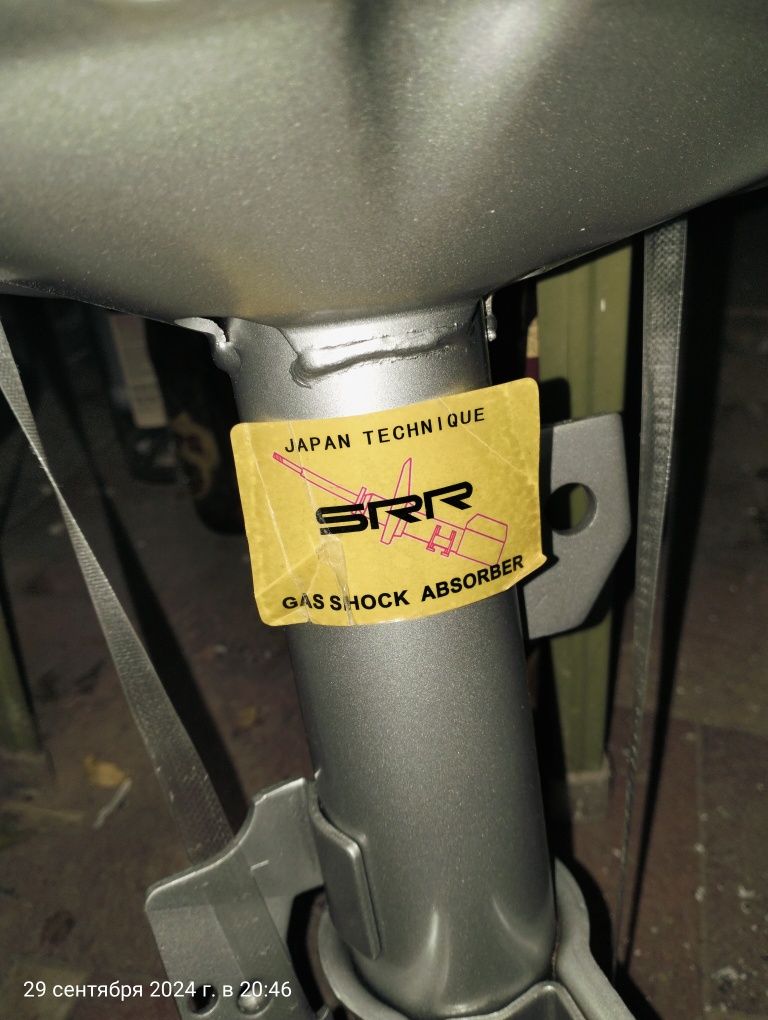 JAPAN TECHNIQUE
SRR
GAS SHOCK ABSORBER
29 сентября 2024 г. в 20:46